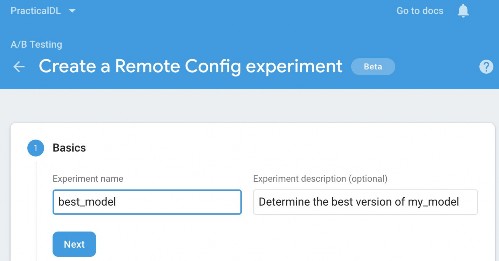 PracticalDL Go to docs
A/B Testing
Create a Remote Config experiment Beta
1 Basics
Experiment name Experiment description (optional)
best_model Determine the best version of my_model
Next